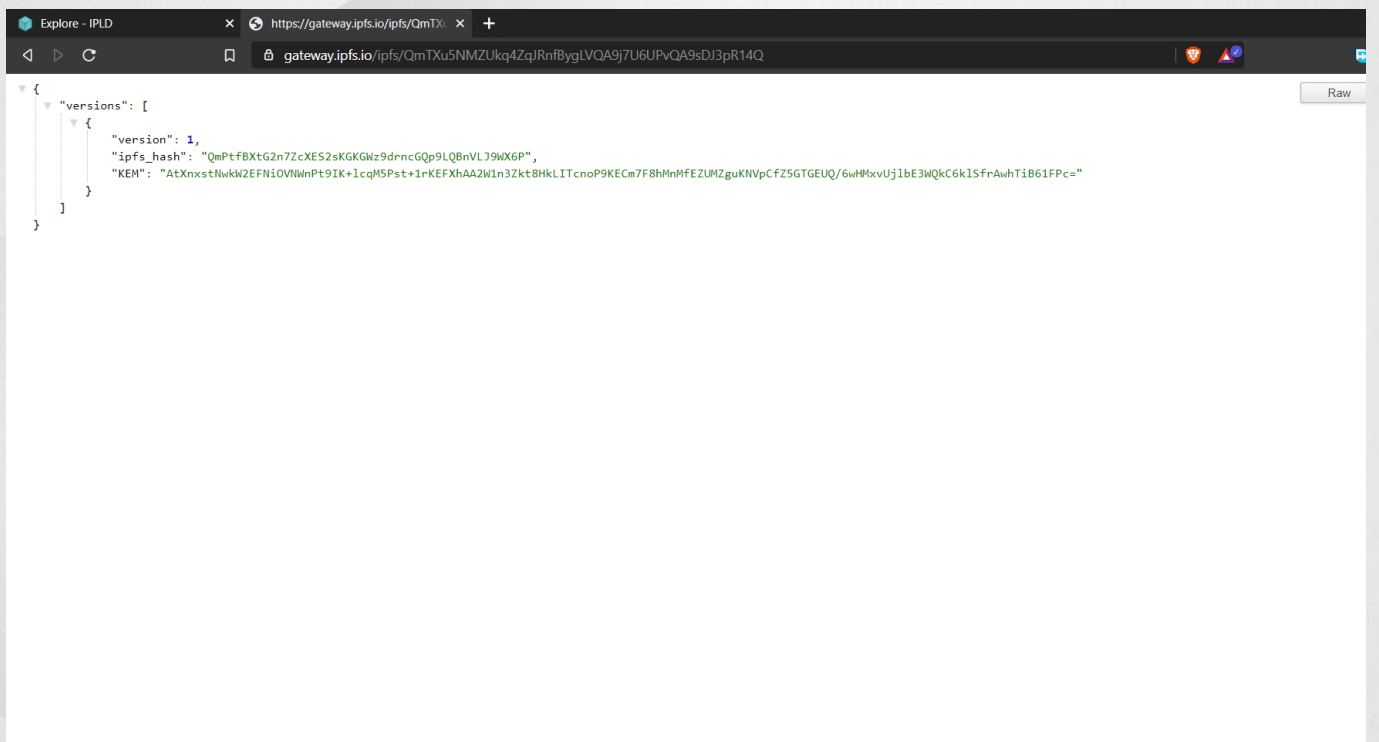 Explore - IPLD
https://gateway.ipfs.io/ipfs/QmTX
gateway.ipfs.io/ipfs/QmTXu5NMZUkq4ZqJRnfBygLVQA9j7U6UPvQA9sDJ3pR14Q
Raw
{
"versions": [
{
"version": 1,
"ipfs_hash": "QmPtfBXtG2n7ZcXES2sKGKGWz9drncGQp9LQBnVLJ9WX6P",
"KEM": "AtXnxstNwkW2EFNiOVNWnPt9IK+lcqM5Pst+1rKEFXhAA2W1n3Zkt8HkLITcnoP9KECm7F8hMnMfEZUMZguKNVpCfZ5GTGEUQ/6wHMxvUjlbE3WQkC6klSfrAwhTiB61FPc="
}
]
}